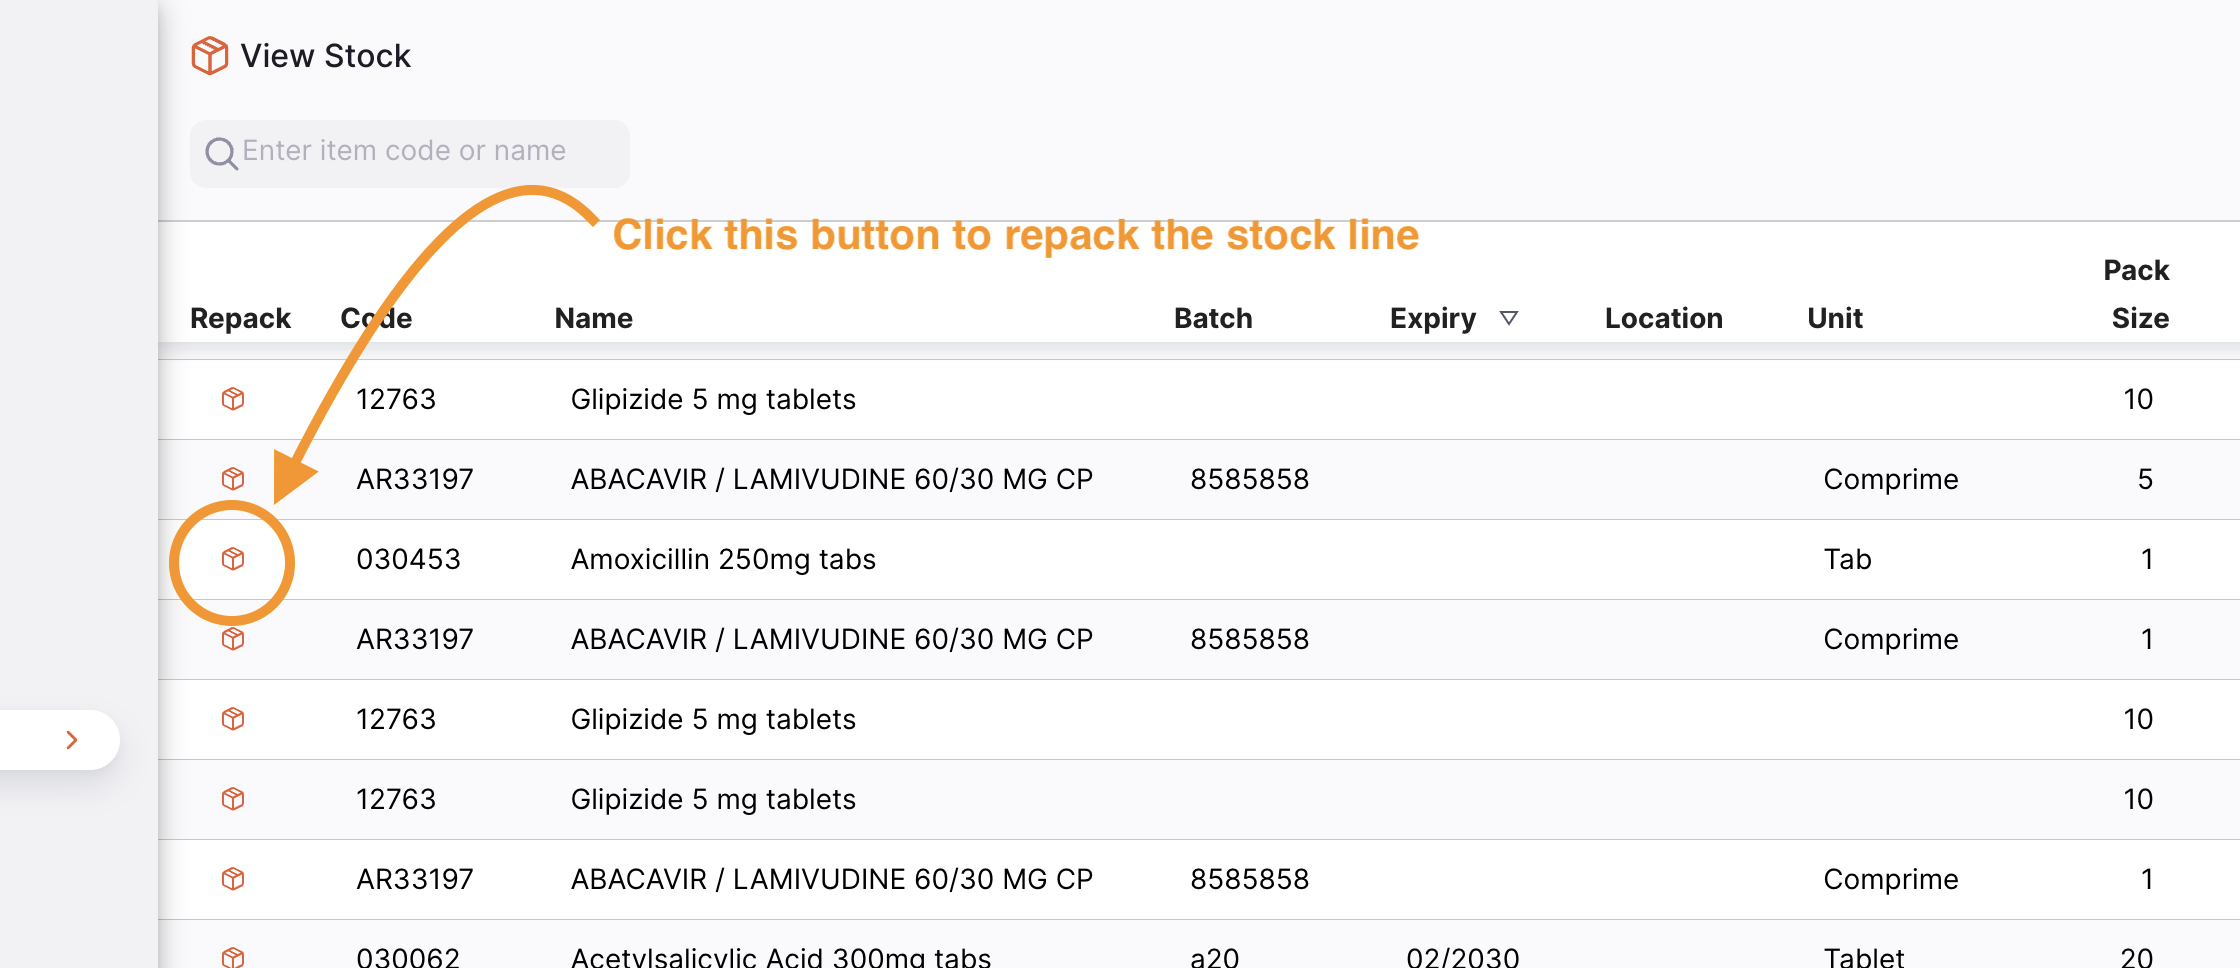 View Stock
Enter item code or name
Click this button to repack the stock line
Repack Code Name Batch Expiry Location Unit Pack Size
12763 Glipizide 5 mg tablets 10
AR33197 ABACAVIR / LAMIVUDINE 60/30 MG CP 8585858 Comprime 5
030453 Amoxicillin 250mg tabs Tab 1
AR33197 ABACAVIR / LAMIVUDINE 60/30 MG CP 8585858 Comprime 1
12763 Glipizide 5 mg tablets 10
12763 Glipizide 5 mg tablets 10
AR33197 ABACAVIR / LAMIVUDINE 60/30 MG CP 8585858 Comprime 1
030062 Acetylsalicylic Acid 300mg tabs a20 02/2030 Tablet 20